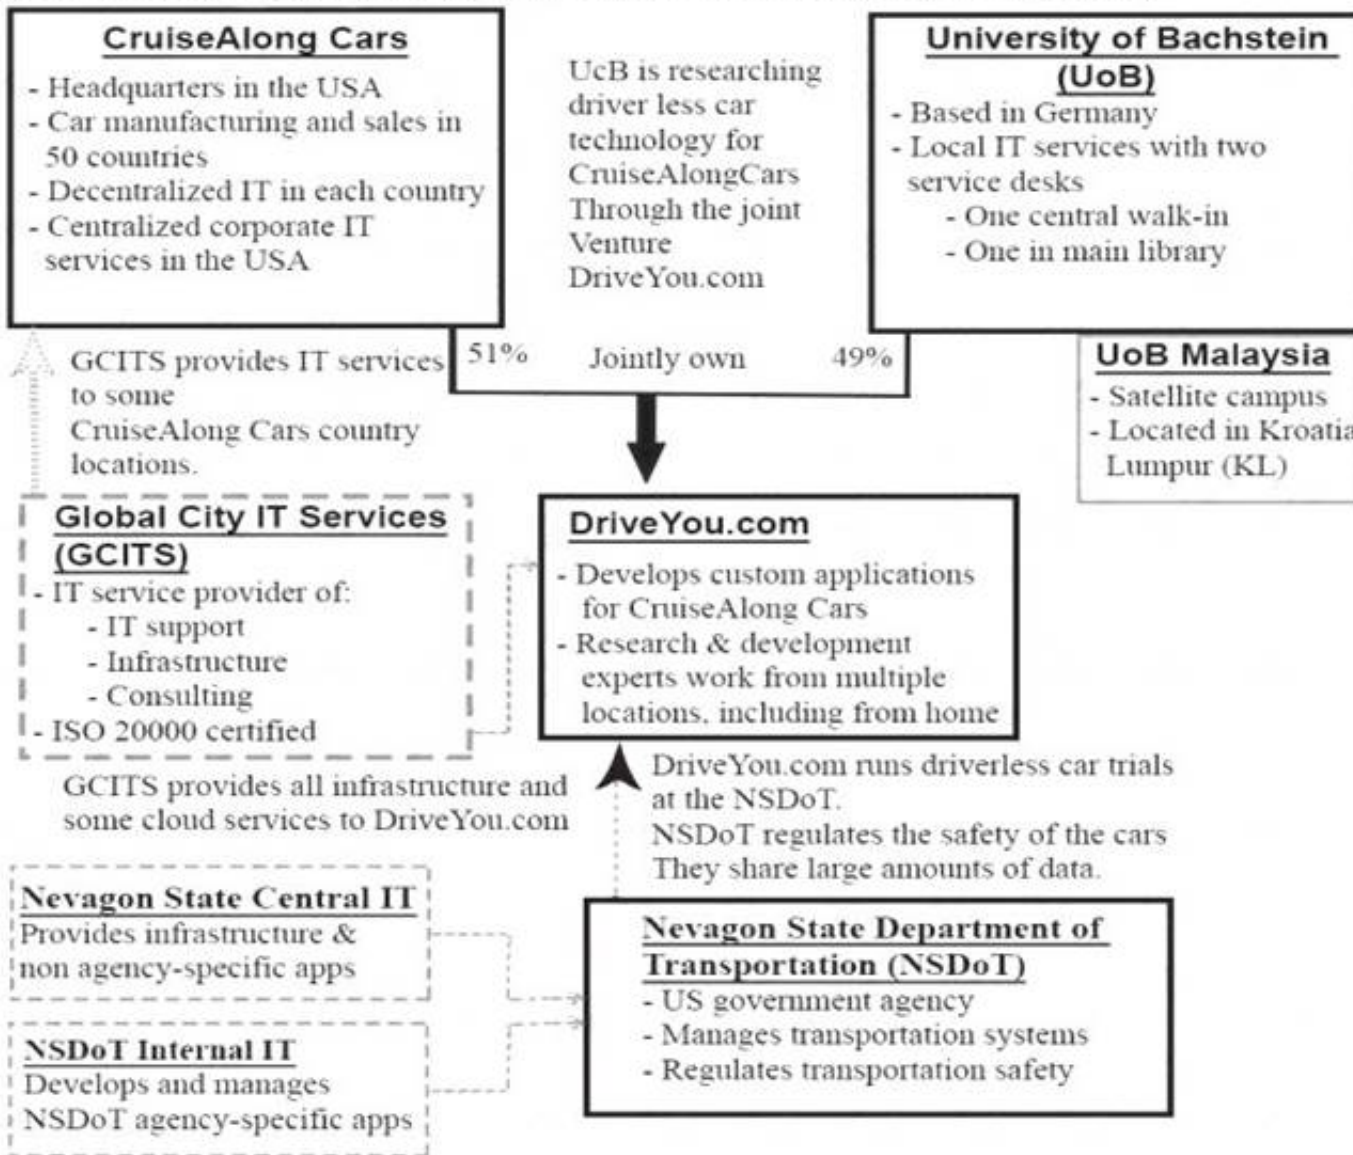 CruiseAlong Cars
- Headquarters in the USA
- Car manufacturing and sales in
50 countries
- Decentralized IT in each country
- Centralized corporate IT
services in the USA
UcB is researching
driver less car
technology for
CruiseAlongCars
Through the joint
Venture
DriveYou.com
University of Bachstein
(UoB)
- Based in Germany
- Local IT services with two
service desks
- One central walk-in
- One in main library
51% Jointly own 49%
UoB Malaysia
- Satellite campus
- Located in Kroatia
Lumpur (KL)
GCITS provides IT services
to some
CruiseAlong Cars country
locations.
Global City IT Services
(GCITS)
- IT service provider of:
- IT support
- Infrastructure
- Consulting
- ISO 20000 certified
DriveYou.com
- Develops custom applications
for CruiseAlong Cars
- Research & development
experts work from multiple
locations, including from home
GCITS provides all infrastructure and
some cloud services to DriveYou.com
DriveYou.com runs driverless car trials
at the NSDoT.
NSDoT regulates the safety of the cars
They share large amounts of data.
Nevagon State Central IT
Provides infrastructure &
non agency-specific apps
NSDoT Internal IT
Develops and manages
NSDoT agency-specific apps
Nevagon State Department of
Transportation (NSDoT)
- US government agency
- Manages transportation systems
- Regulates transportation safety